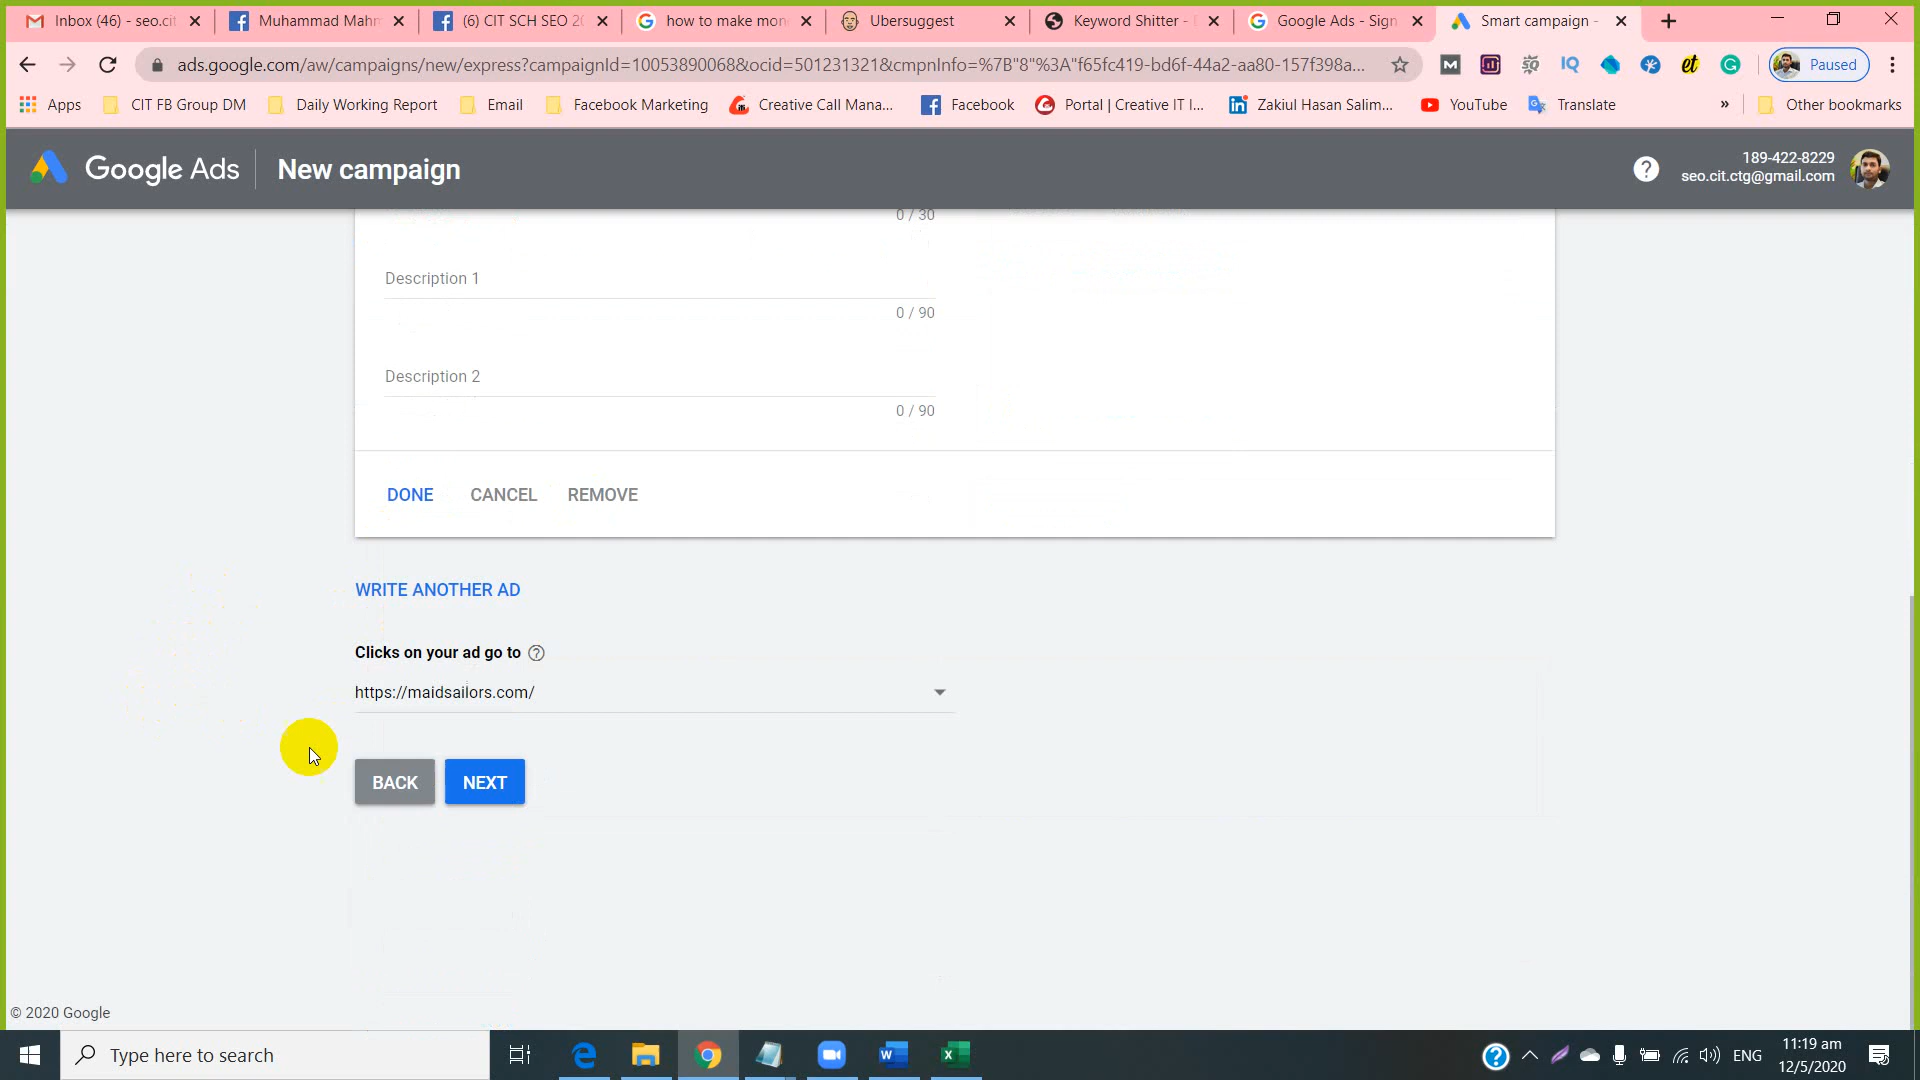 Inbox (46) - seo.cit
Muhammad Mahm
(6) CIT SCH SEO 20
how to make mon
Ubersuggest
Keyword Shitter -
Google Ads - Sign
Smart campaign -
ads.google.com/aw/campaigns/new/express?campaignId=10053890068&ocid=501231321&cmpnInfo=%7B"8"%3A"f65fc419-bd6f-44a2-aa80-157f398a...
Paused
Apps
CIT FB Group DM
Daily Working Report
Email
Facebook Marketing
Creative Call Mana...
Facebook
Portal | Creative IT I...
Zakiul Hasan Salim...
YouTube
Translate
»
Other bookmarks
Google Ads
New campaign
189-422-8229
seo.cit.ctg@gmail.com
0 / 30
Description 1
0 / 90
Description 2
0 / 90
DONE
CANCEL
REMOVE
WRITE ANOTHER AD
Clicks on your ad go to
https://maidsailors.com/
BACK
NEXT
© 2020 Google
Type here to search
ENG
11:19 am
12/5/2020